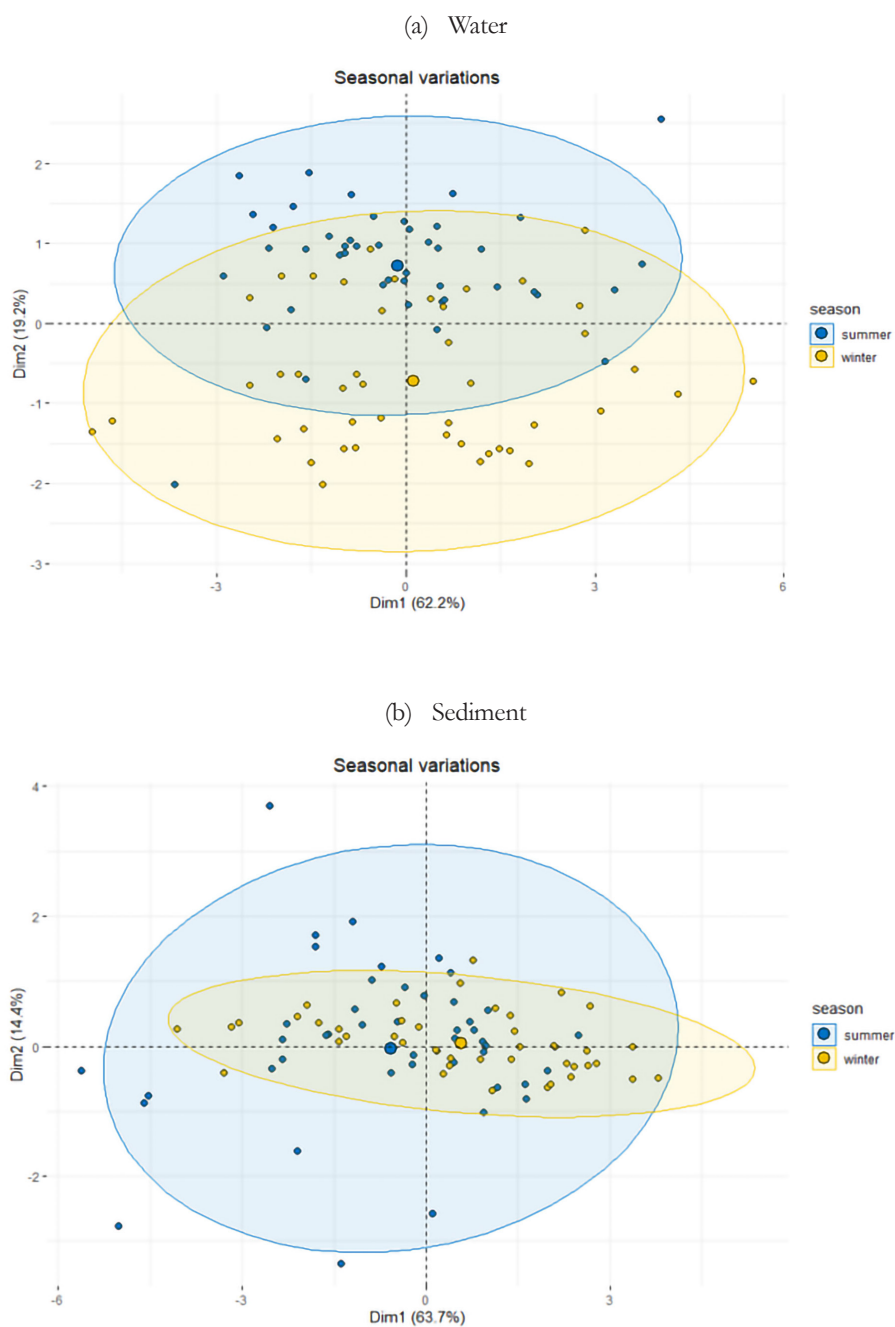 (a) Water
Seasonal variations
2
1
0
-1
-2
-3
Dim2 (19.2%)
-3
0
3
6
Dim1 (62.2%)
season
summer
winter
(b) Sediment
Seasonal variations
4
2
0
-2
Dim2 (14.4%)
-6
-3
0
3
Dim1 (63.7%)
season
summer
winter